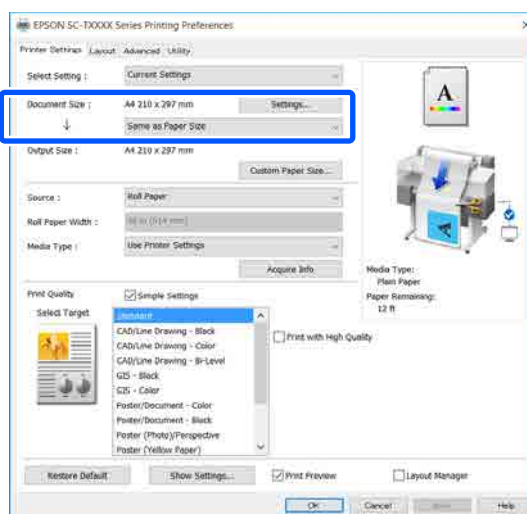 EPSON SC-TXXXX Series Printing Preferences
Printer Settings Layout Advanced Utility
Select Setting : Current Settings
Document Size : A4 210 x 297 mm Settings...
↓ Same as Paper Size
Output Size : A4 210 x 297 mm
Custom Paper Size...
Source : Roll Paper
Roll Paper Width :
Media Type : Use Printer Settings
Acquire Info
A
Media Type:
Plain Paper
Paper Remaining:
12 ft
Print Quality Simple Settings
Select Target
Standard
CAD/Line Drawing - Black
CAD/Line Drawing - Color
CAD/Line Drawing - Bi-Level
GIS - Black
GIS - Color
Poster/Document - Color
Poster/Document - Black
Poster (Photo)/Perspective
Poster (Yellow Paper)
Print with High Quality
Restore Default Show Settings... Print Preview Layout Manager
OK Cancel Help